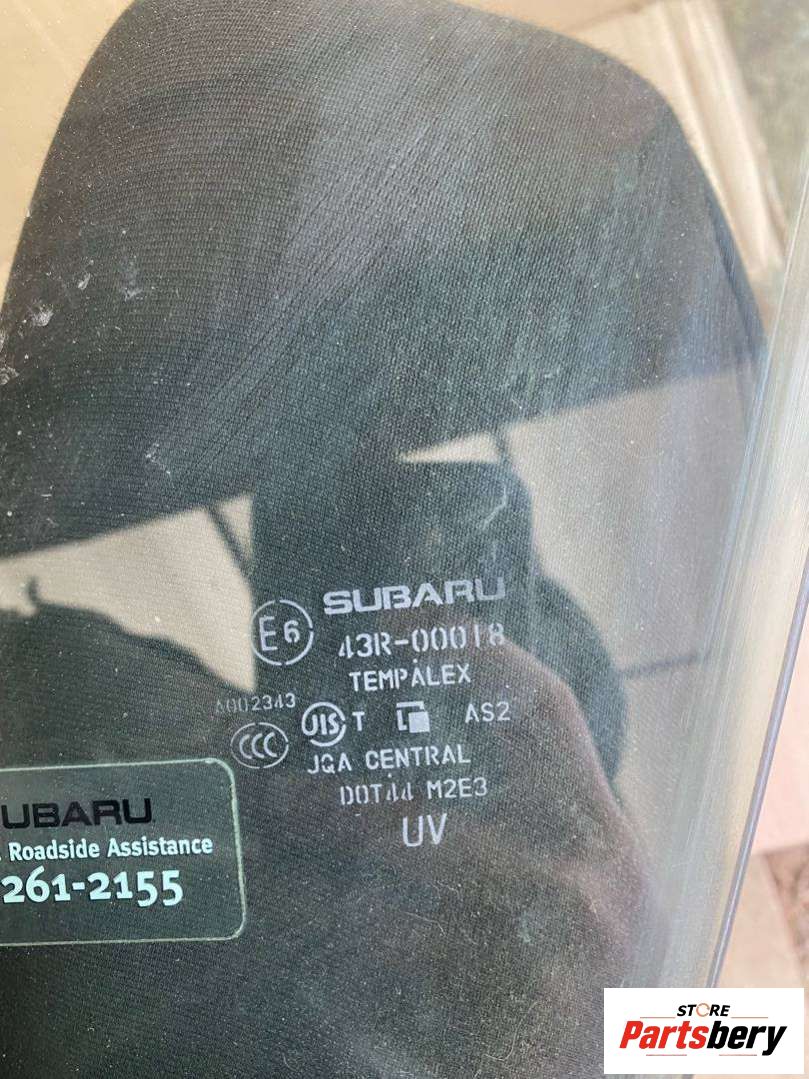 SUBARU
E6
43R-00018
TEMPALEX
A002343
JIS T
AS2
CCC
JQA CENTRAL
DOT44 M2E3
UV
UBARU
Roadside Assistance
261-2155
STORE
Partsbery